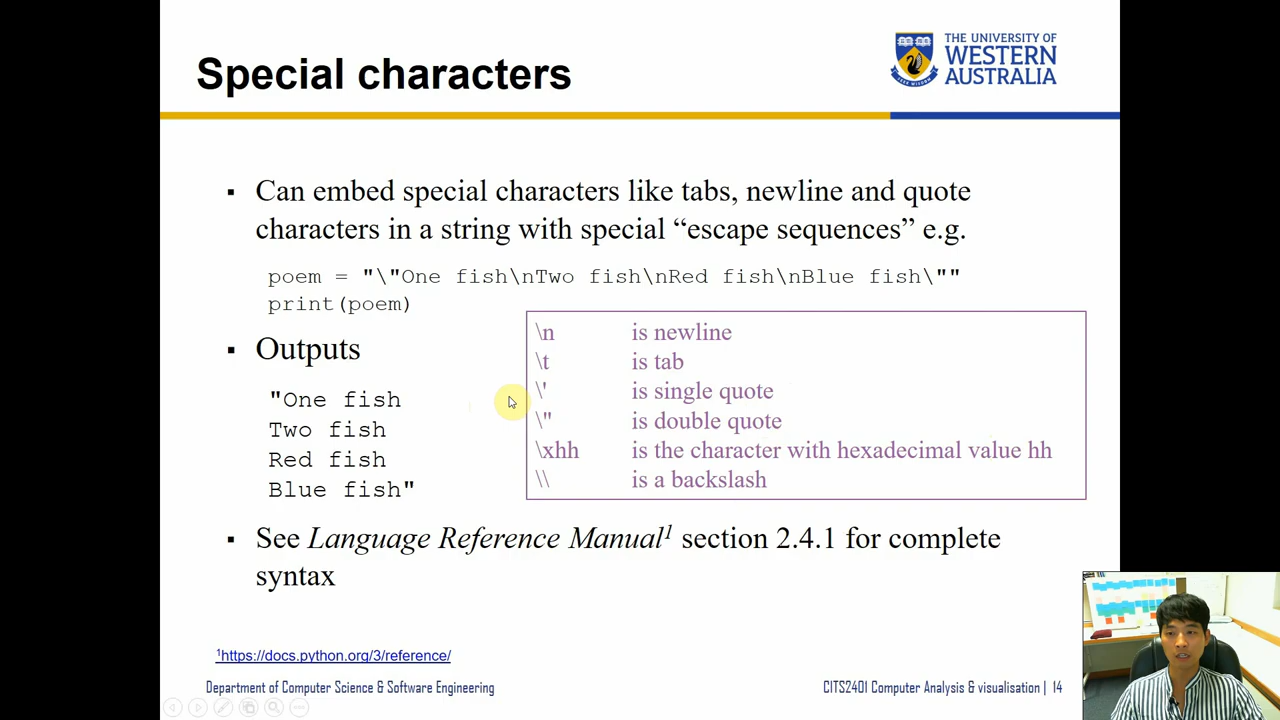 Special characters
THE UNIVERSITY OF
WESTERN
AUSTRALIA
▪ Can embed special characters like tabs, newline and quote
characters in a string with special “escape sequences” e.g.
poem = "\"One fish\nTwo fish\nRed fish\nBlue fish\""
print(poem)
▪ Outputs
"One fish
Two fish
Red fish
Blue fish"
\n is newline
\t is tab
\' is single quote
\" is double quote
\xhh is the character with hexadecimal value hh
\\ is a backslash
▪ See Language Reference Manual1 section 2.4.1 for complete
syntax
1https://docs.python.org/3/reference/
Department of Computer Science & Software Engineering
CITS2401 Computer Analysis & visualisation | 14